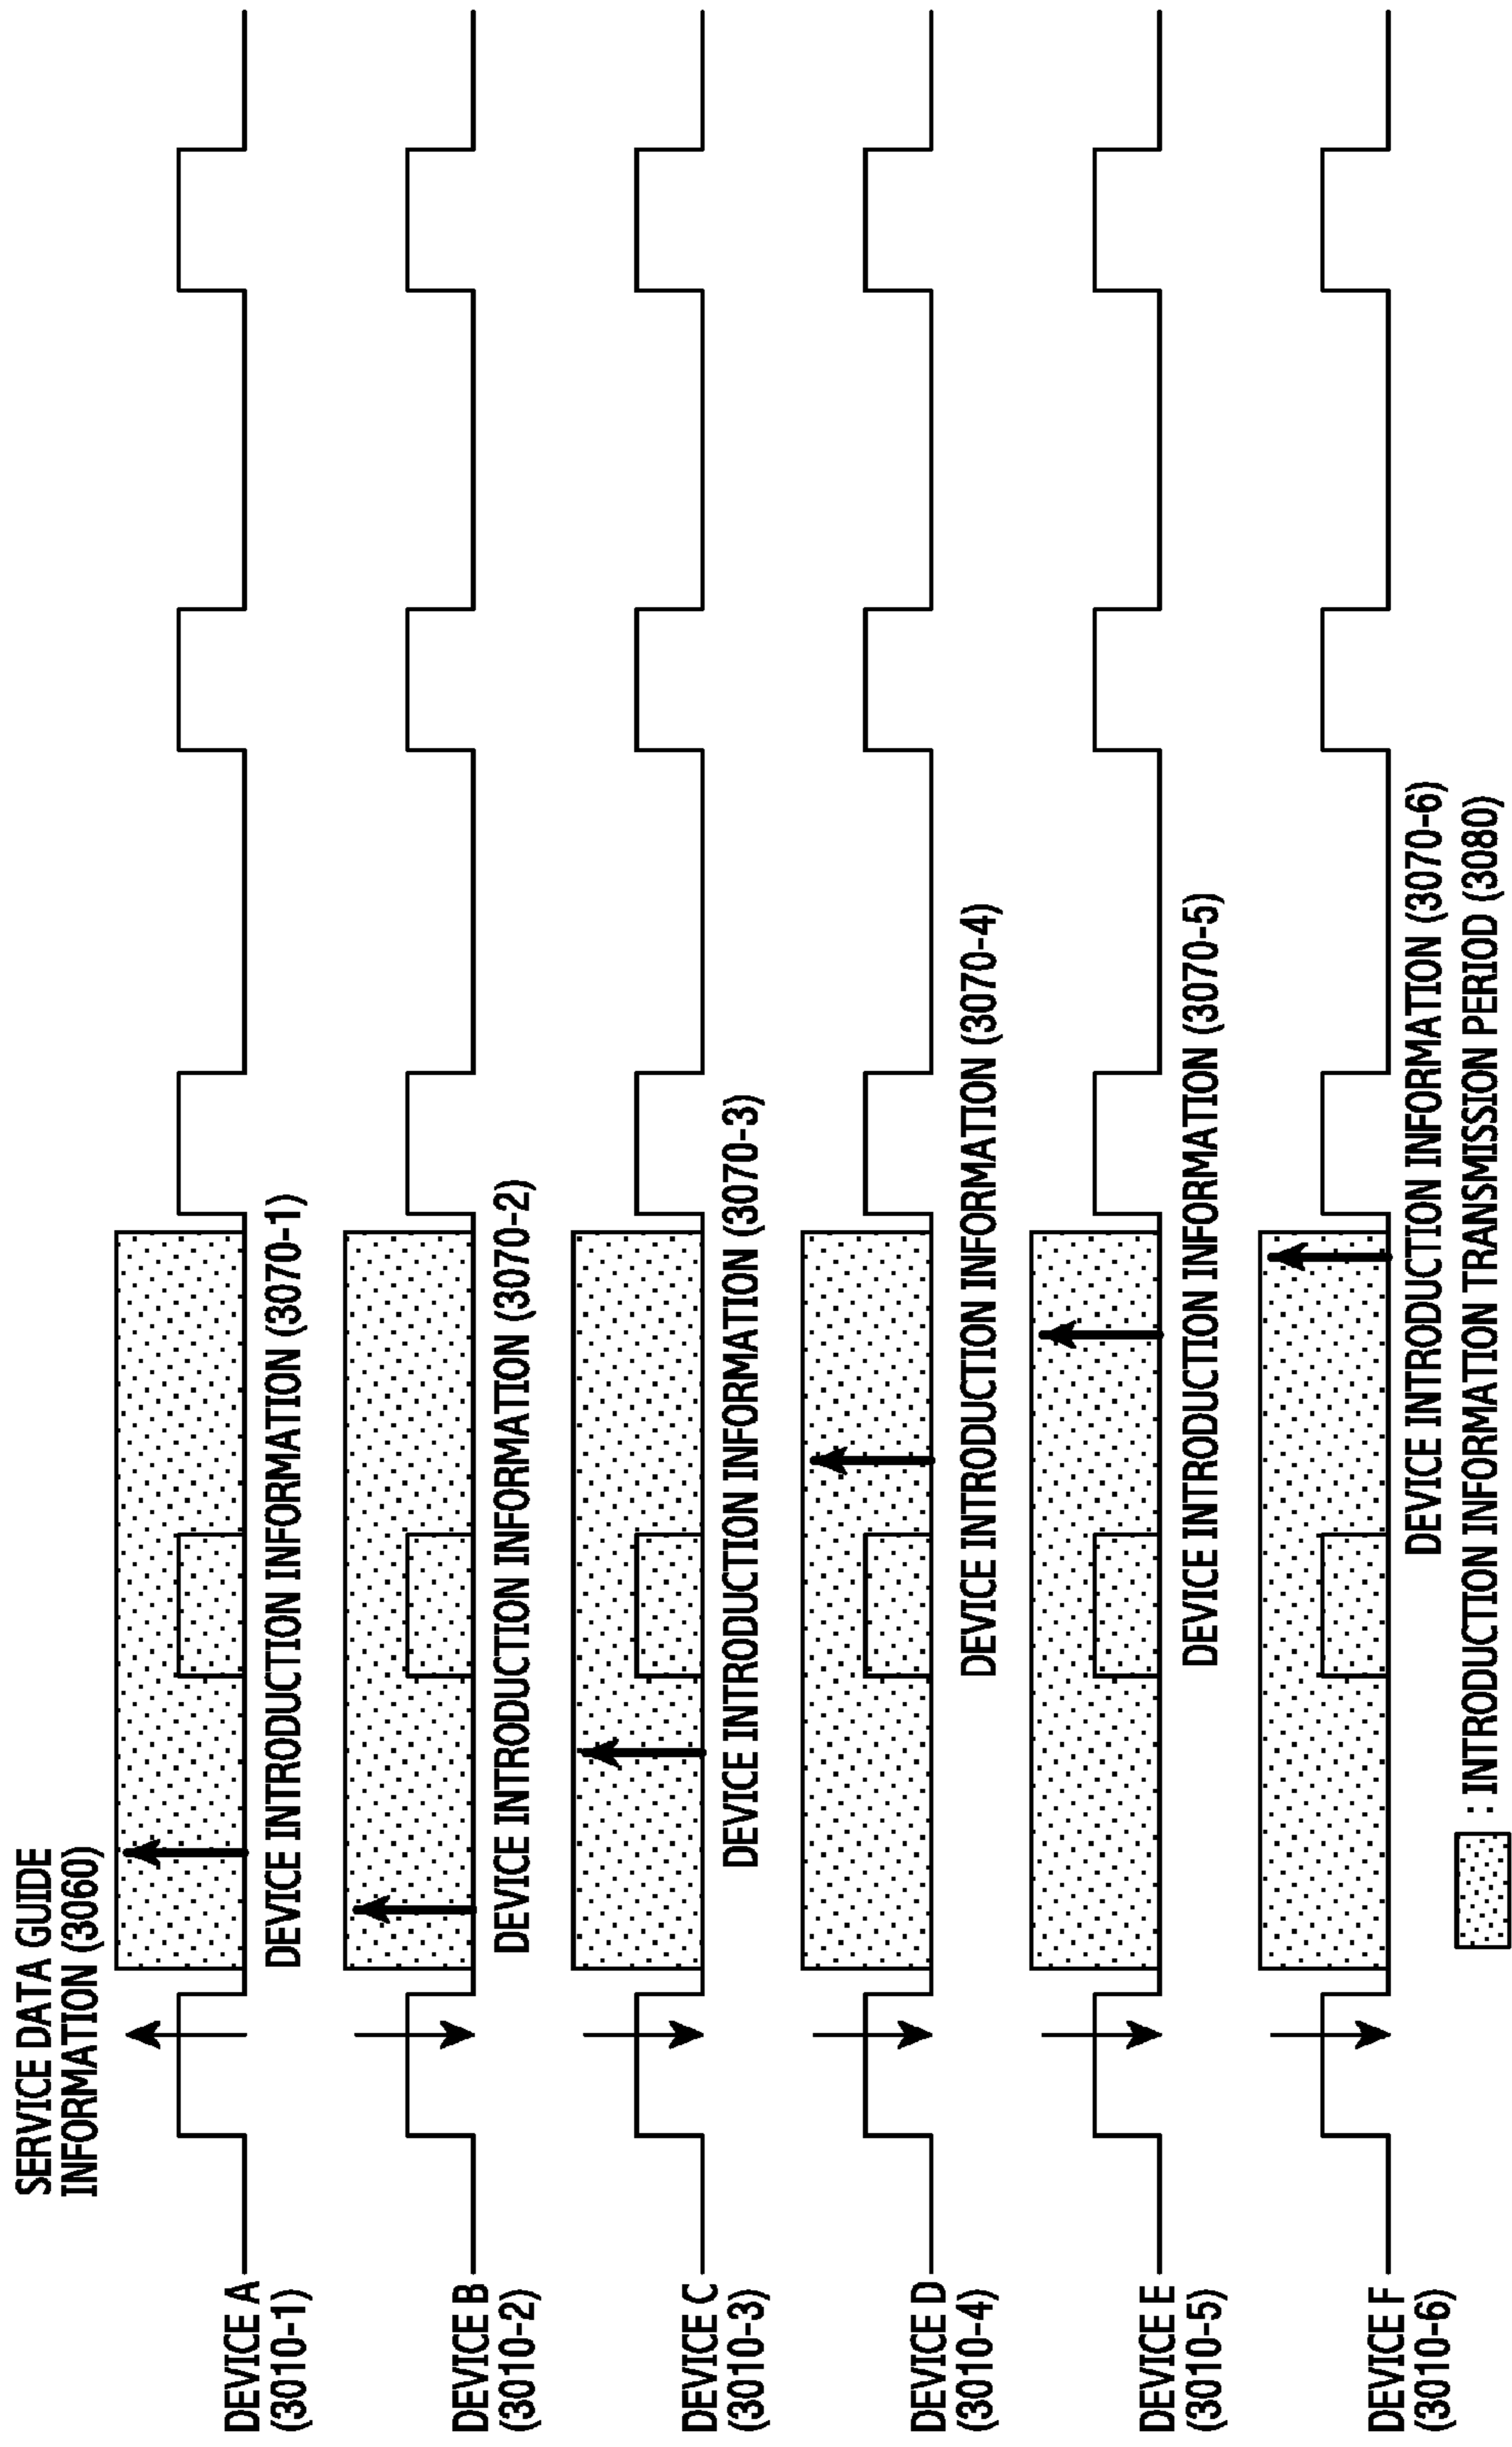 SERVICE DATA GUIDE
INFORMATION (3060)
DEVICE A
(3010-1)
DEVICE INTRODUCTION INFORMATION (3070-1)
DEVICE B
(3010-2)
DEVICE INTRODUCTION INFORMATION (3070-2)
DEVICE C
(3010-3)
DEVICE INTRODUCTION INFORMATION (3070-3)
DEVICE D
(3010-4)
DEVICE INTRODUCTION INFORMATION (3070-4)
DEVICE E
(3010-5)
DEVICE INTRODUCTION INFORMATION (3070-5)
DEVICE F
(3010-6)
DEVICE INTRODUCTION INFORMATION (3070-6)
: INTRODUCTION INFORMATION TRANSMISSION PERIOD (3080)